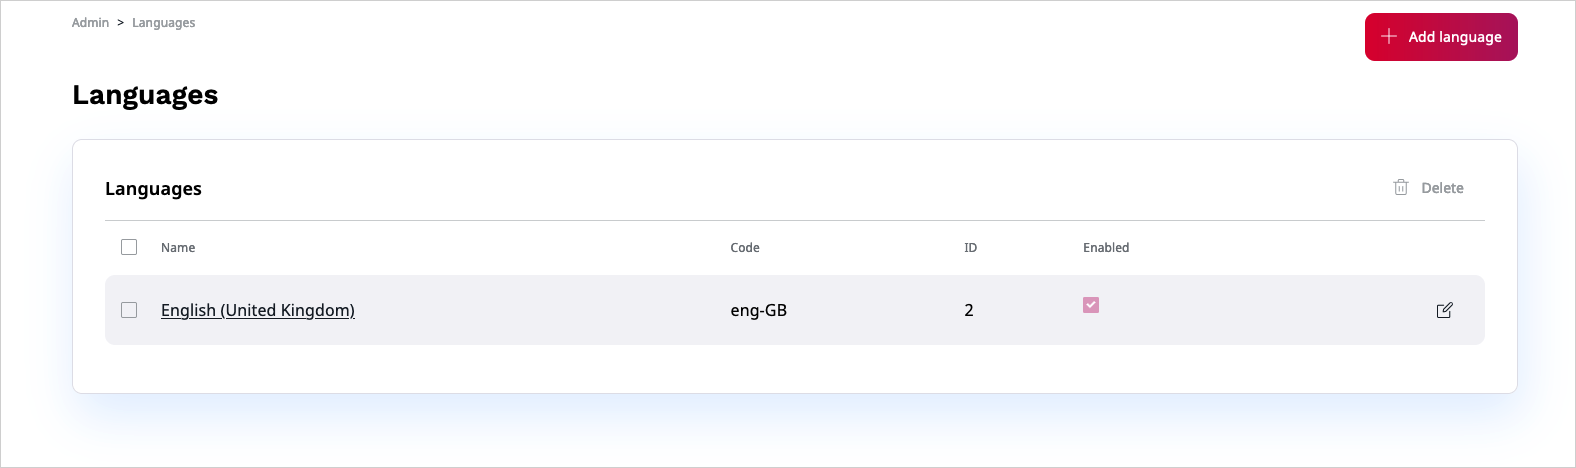 Admin > Languages
Add language
Languages
Languages
Delete
Name Code ID Enabled
English (United Kingdom) eng-GB 2